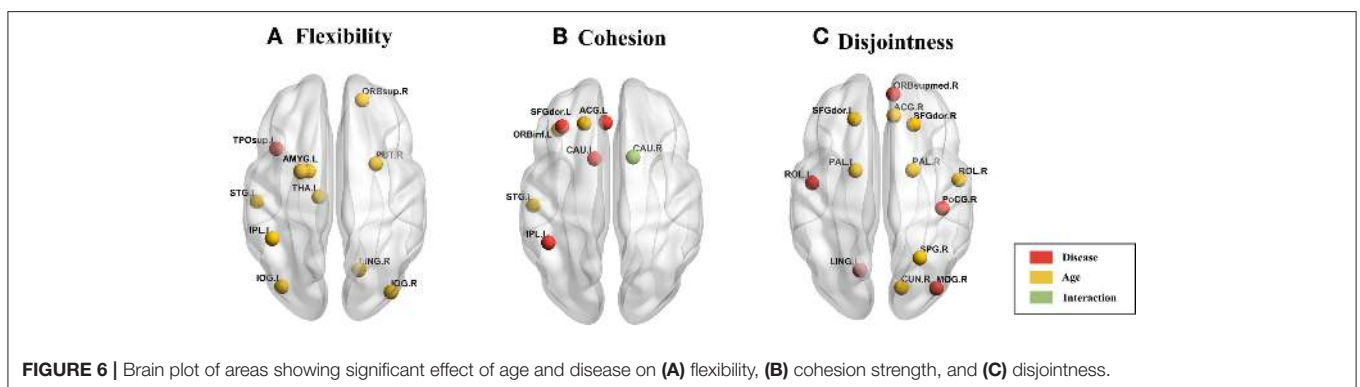 A Flexibility
ORBsup.R
TPOsup.L
AMYG.L
PUT.R
THA.L
STG.L
IPL.L
LING.R
IOG.L
IOG.R
B Cohesion
SFGdor.L
ACG.L
ORBinf.L
CAU.L
CAU.R
STG.L
IPL.L
C Disjointness
ORBsupmed.R
SFGdor.L
ACG.R
SFGdor.R
PAL.L
PAL.R
ROL.L
ROL.R
PoCG.R
SPG.R
LING.L
CUN.R
MOG.R
Disease
Age
Interaction
FIGURE 6 | Brain plot of areas showing significant effect of age and disease on (A) flexibility, (B) cohesion strength, and (C) disjointness.